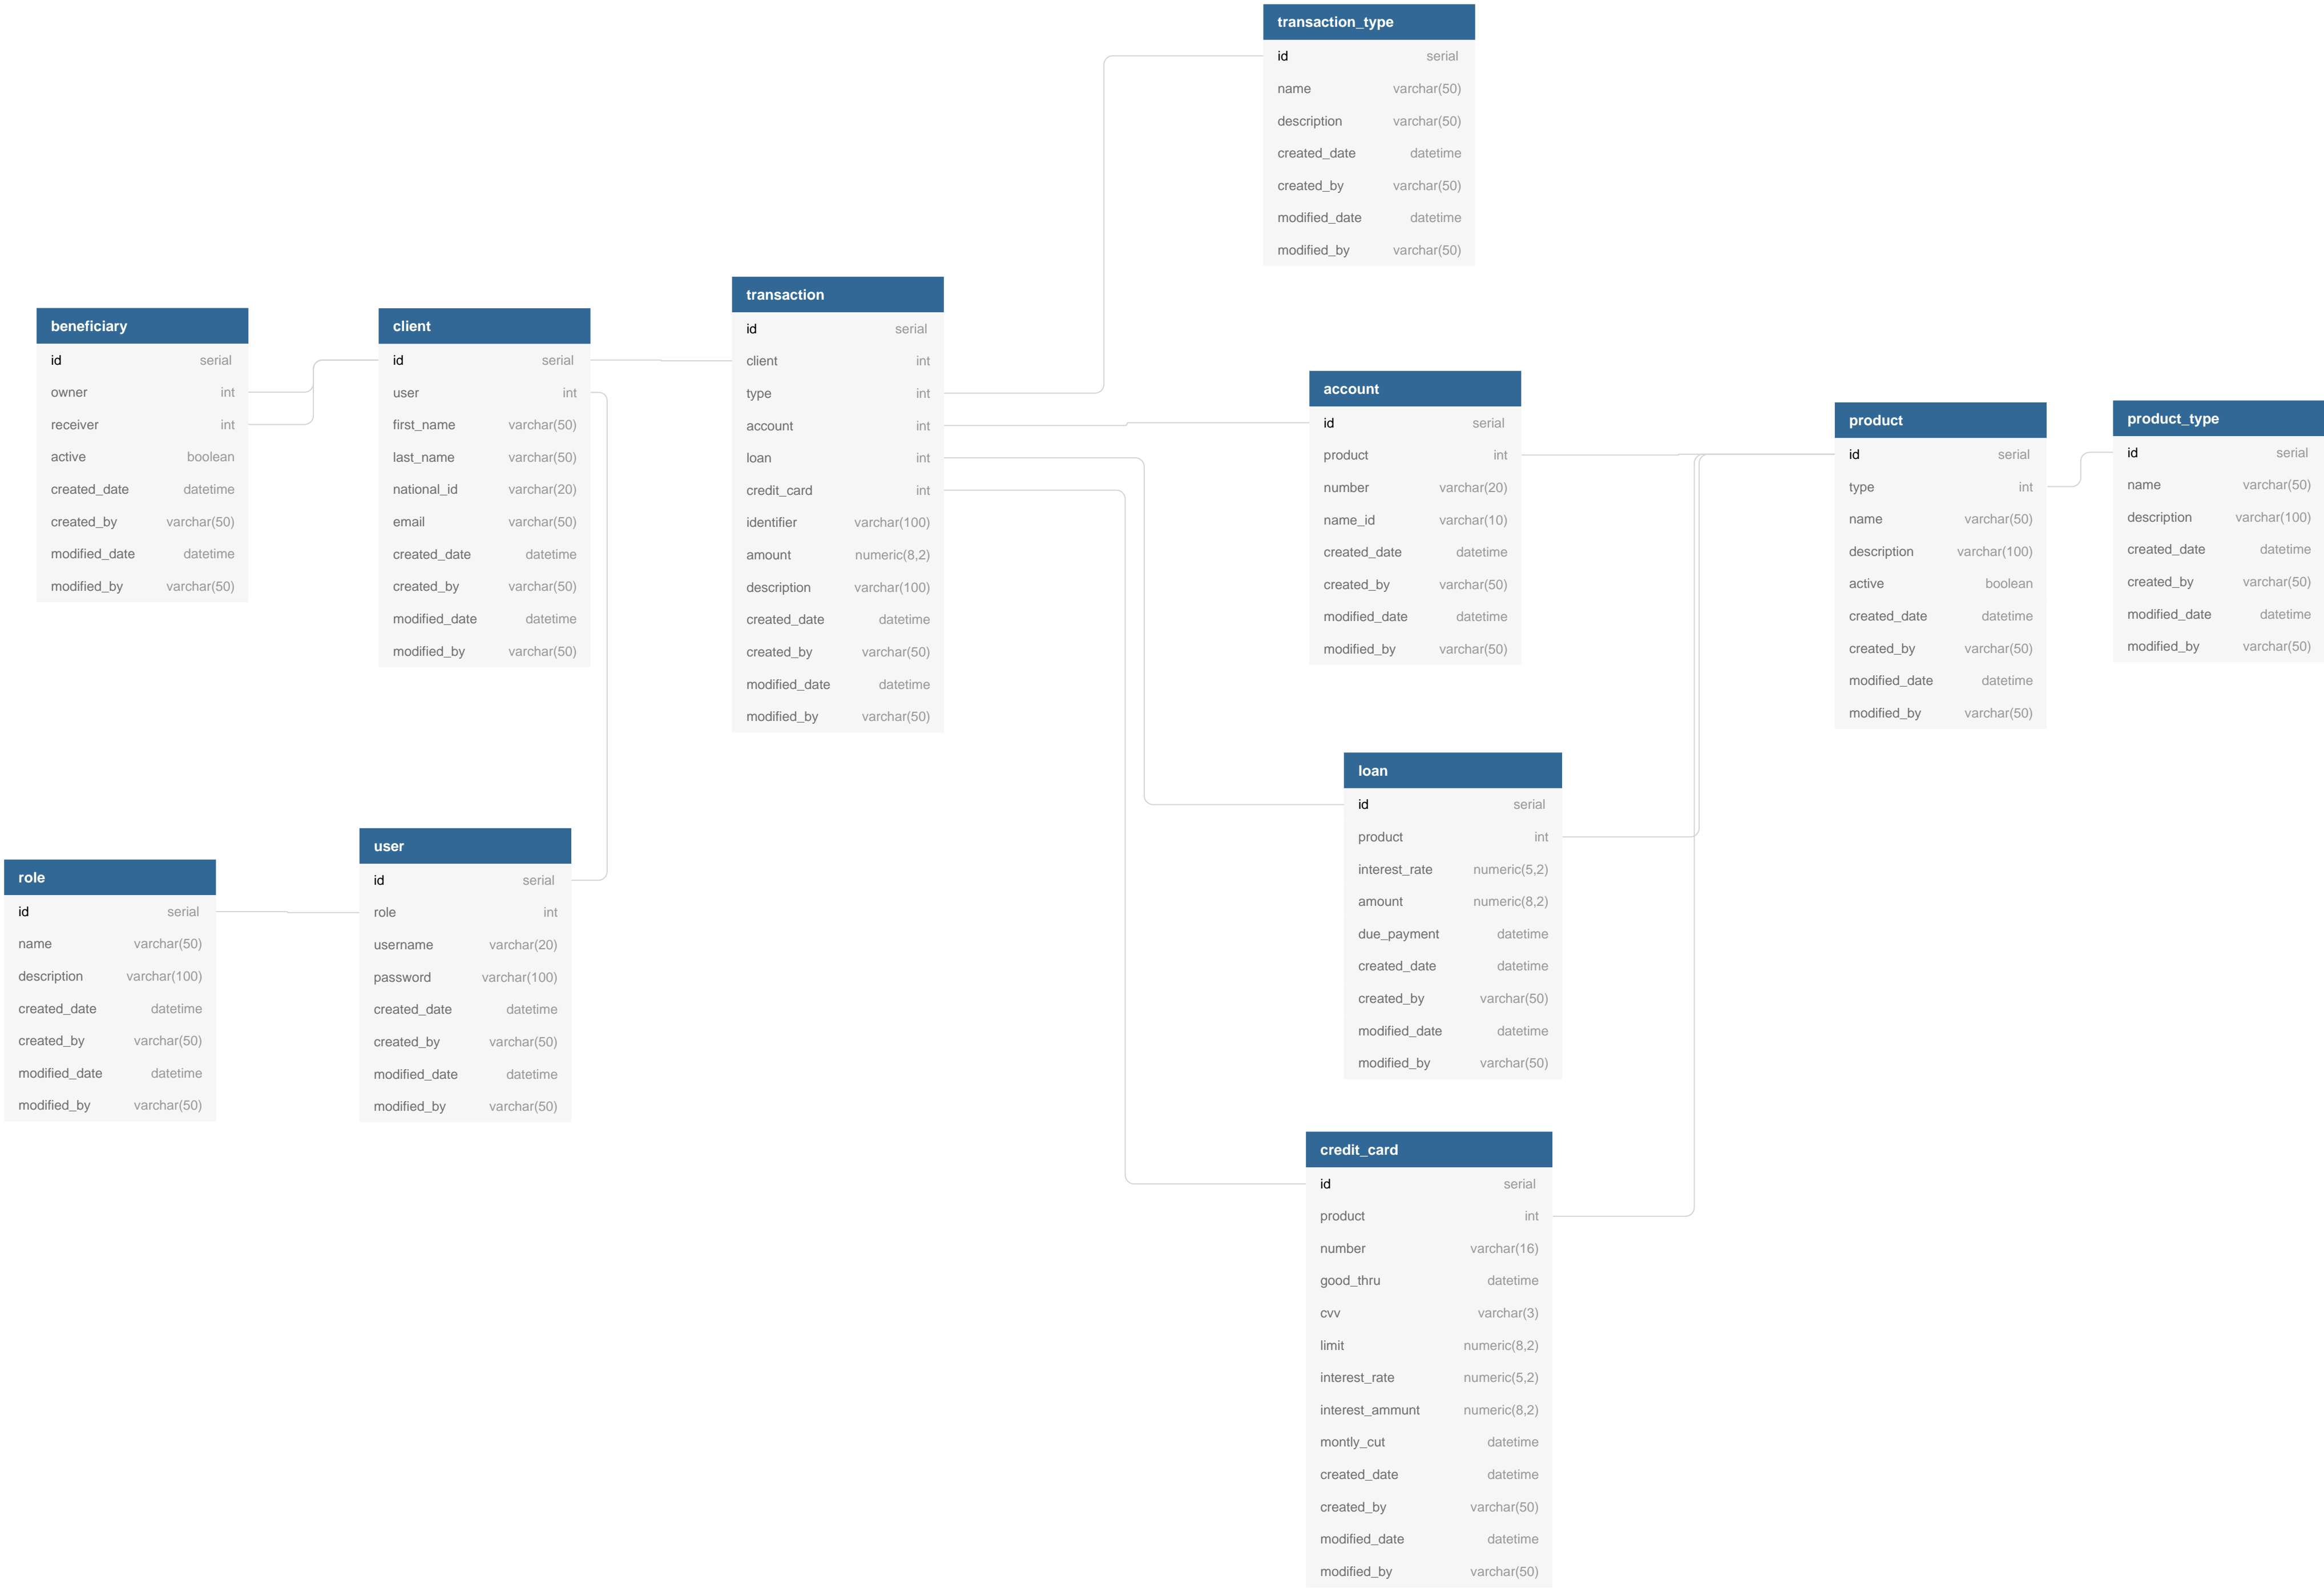 transaction_type
id serial
name varchar(50)
description varchar(50)
created_date datetime
created_by varchar(50)
modified_date datetime
modified_by varchar(50)
beneficiary
id serial
owner int
receiver int
active boolean
created_date datetime
created_by varchar(50)
modified_date datetime
modified_by varchar(50)
client
id serial
user int
first_name varchar(50)
last_name varchar(50)
national_id varchar(20)
email varchar(50)
created_date datetime
created_by varchar(50)
modified_date datetime
modified_by varchar(50)
transaction
id serial
client int
type int
account int
loan int
credit_card int
identifier varchar(100)
amount numeric(8,2)
description varchar(100)
created_date datetime
created_by varchar(50)
modified_date datetime
modified_by varchar(50)
account
id serial
product int
number varchar(20)
name_id varchar(10)
created_date datetime
created_by varchar(50)
modified_date datetime
modified_by varchar(50)
product
id serial
type int
name varchar(50)
description varchar(100)
active boolean
created_date datetime
created_by varchar(50)
modified_date datetime
modified_by varchar(50)
product_type
id serial
name varchar(50)
description varchar(100)
created_date datetime
created_by varchar(50)
modified_date datetime
modified_by varchar(50)
role
id serial
name varchar(50)
description varchar(100)
created_date datetime
created_by varchar(50)
modified_date datetime
modified_by varchar(50)
user
id serial
role int
username varchar(20)
password varchar(100)
created_date datetime
created_by varchar(50)
modified_date datetime
modified_by varchar(50)
loan
id serial
product int
interest_rate numeric(5,2)
amount numeric(8,2)
due_payment datetime
created_date datetime
created_by varchar(50)
modified_date datetime
modified_by varchar(50)
credit_card
id serial
product int
number varchar(16)
good_thru datetime
cvv varchar(3)
limit numeric(8,2)
interest_rate numeric(5,2)
interest_ammunt numeric(8,2)
montly_cut datetime
created_date datetime
created_by varchar(50)
modified_date datetime
modified_by varchar(50)